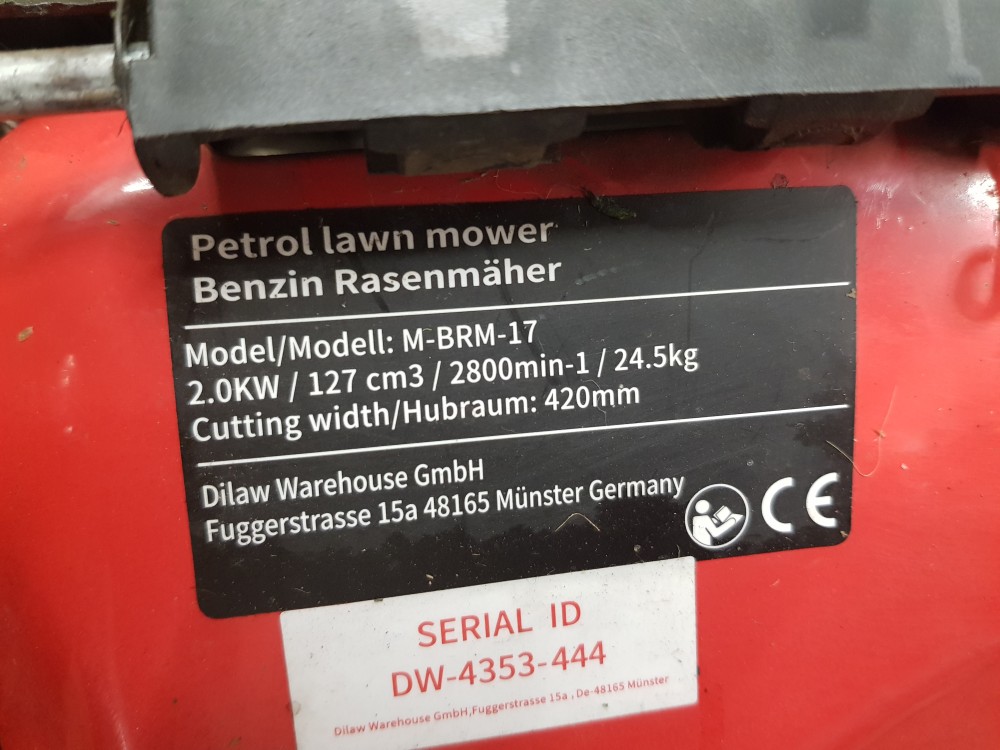 Petrol lawn mower
Benzin Rasenmäher
Model/Modell: M-BRM-17
2.0KW / 127 cm3 / 2800min-1 / 24.5kg
Cutting width/Hubraum: 420mm
Dilaw Warehouse GmbH
Fuggerstrasse 15a 48165 Münster Germany
CE
SERIAL ID
DW-4353-444
Dilaw Warehouse GmbH,Fuggerstrasse 15a , De-48165 Münster